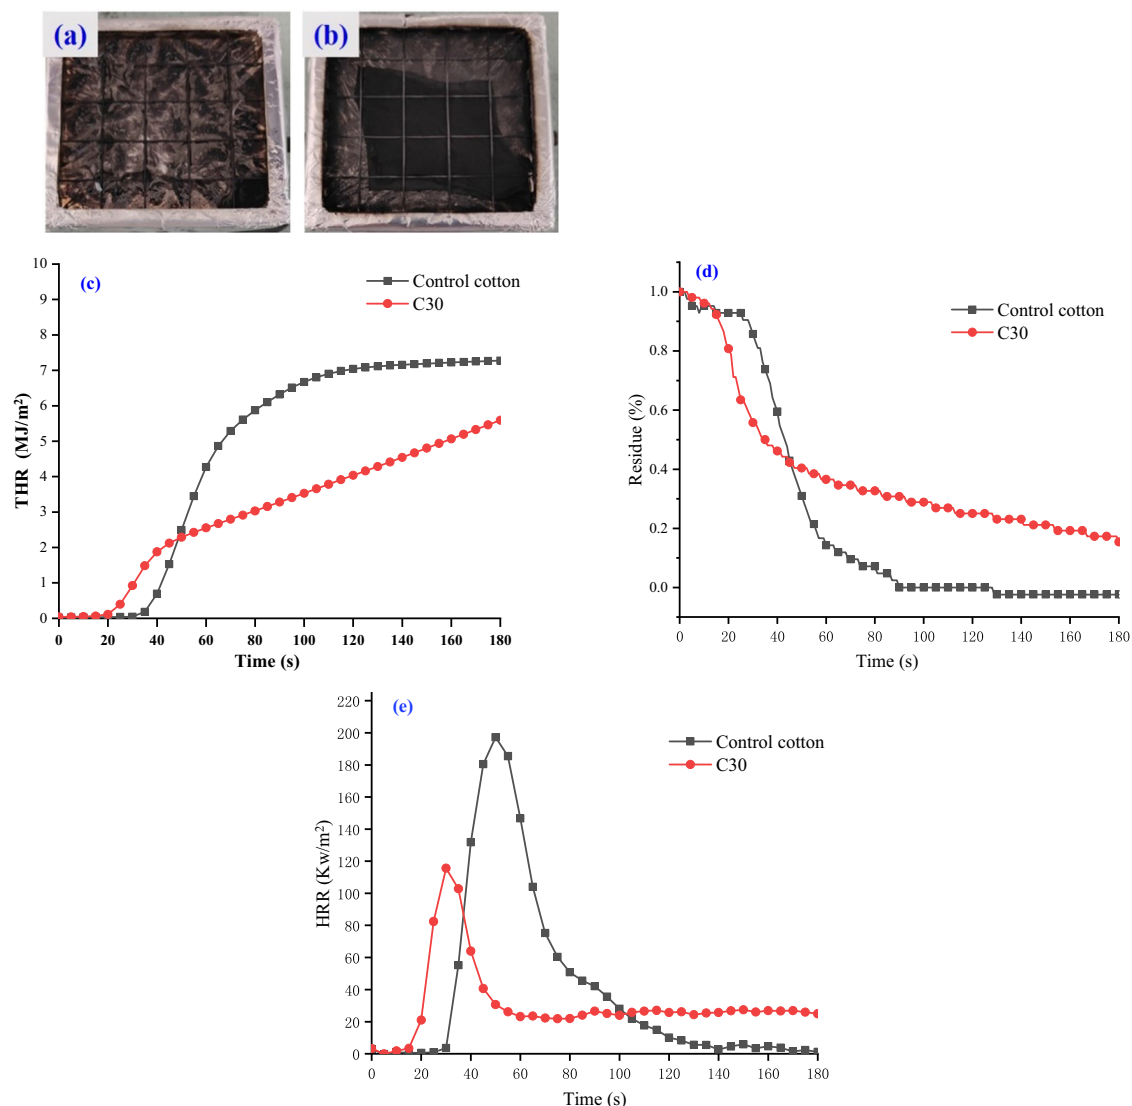 (a)
(b)
(c)
Control cotton
C30
10
9
8
7
6
5
4
3
2
1
0
THR (MJ/m²)
0 20 40 60 80 100 120 140 160 180
Time (s)
(d)
Control cotton
C30
1.0
0.8
0.6
0.4
0.2
0.0
Residue (%)
0 20 40 60 80 100 120 140 160 180
Time (s)
(e)
Control cotton
C30
220
200
180
160
140
120
100
80
60
40
20
0
HRR (Kw/m²)
0 20 40 60 80 100 120 140 160 180
Time (s)